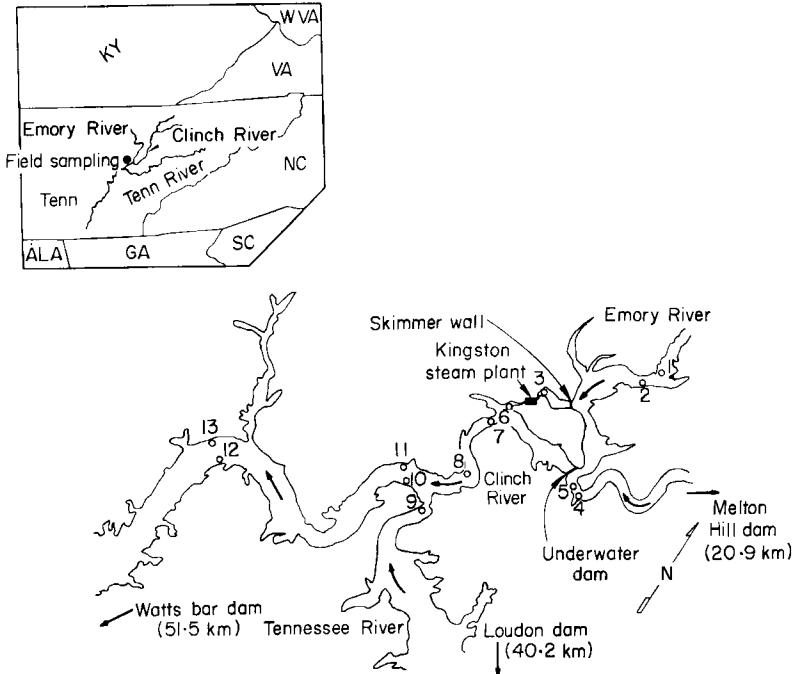 WVA
KY
VA
Emory River
Clinch River
Field sampling
Tenn River
NC
Tenn
ALA
GA
SC
Skimmer wall
Emory River
Kingston
steam plant
3
1
2
6
7
13
12
11
10
9
8
5
4
Clinch
River
Melton
Hill dam
(20·9 km)
Underwater
dam
N
Watts bar dam
(51·5 km)
Tennessee River
Loudon dam
(40·2 km)